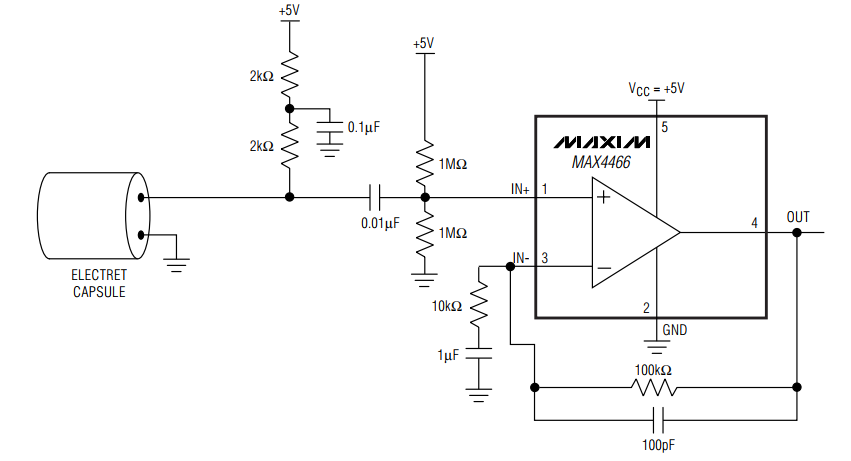 +5V
+5V
2kΩ
VCC = +5V
0.1µF
5
2kΩ
MAXIM
MAX4466
1MΩ
IN+ 1
+
OUT
4
0.01µF
1MΩ
IN- 3
−
10kΩ
2
GND
1µF
ELECTRET
CAPSULE
100kΩ
100pF